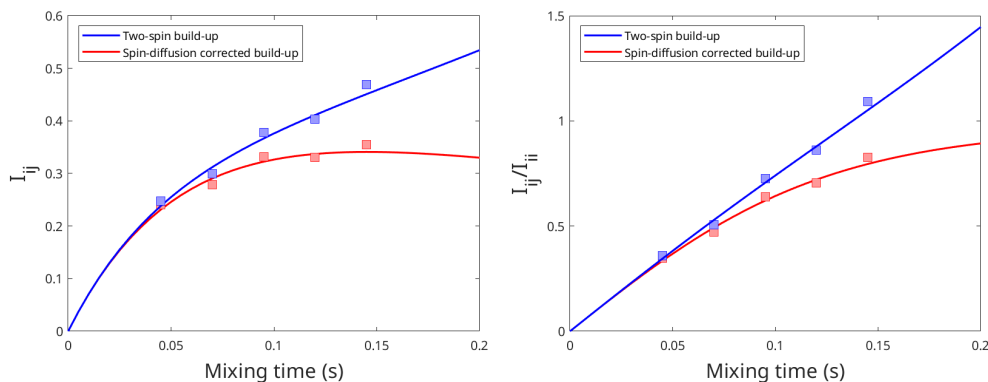 0.6
0.5
0.4
0.3
0.2
0.1
0
I_ij
Two-spin build-up
Spin-diffusion corrected build-up
0 0.05 0.1 0.15 0.2
Mixing time (s)
1.5
1
0.5
0
I_ij/I_ii
Two-spin build-up
Spin-diffusion corrected build-up
0 0.05 0.1 0.15 0.2
Mixing time (s)